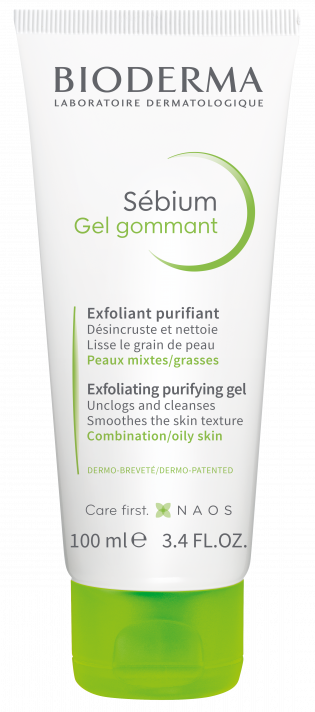 BIODERMA
LABORATOIRE DERMATOLOGIQUE
Sébium
Gel gommant
Exfoliant purifiant
Désincruste et nettoie
Lisse le grain de peau
Peaux mixtes/grasses
Exfoliating purifying gel
Unclogs and cleanses
Smoothes the skin texture
Combination/oily skin
DERMO-BREVETÉ/DERMO-PATENTED
Care first. NAOS
100 ml ℮ 3.4 FL.OZ.